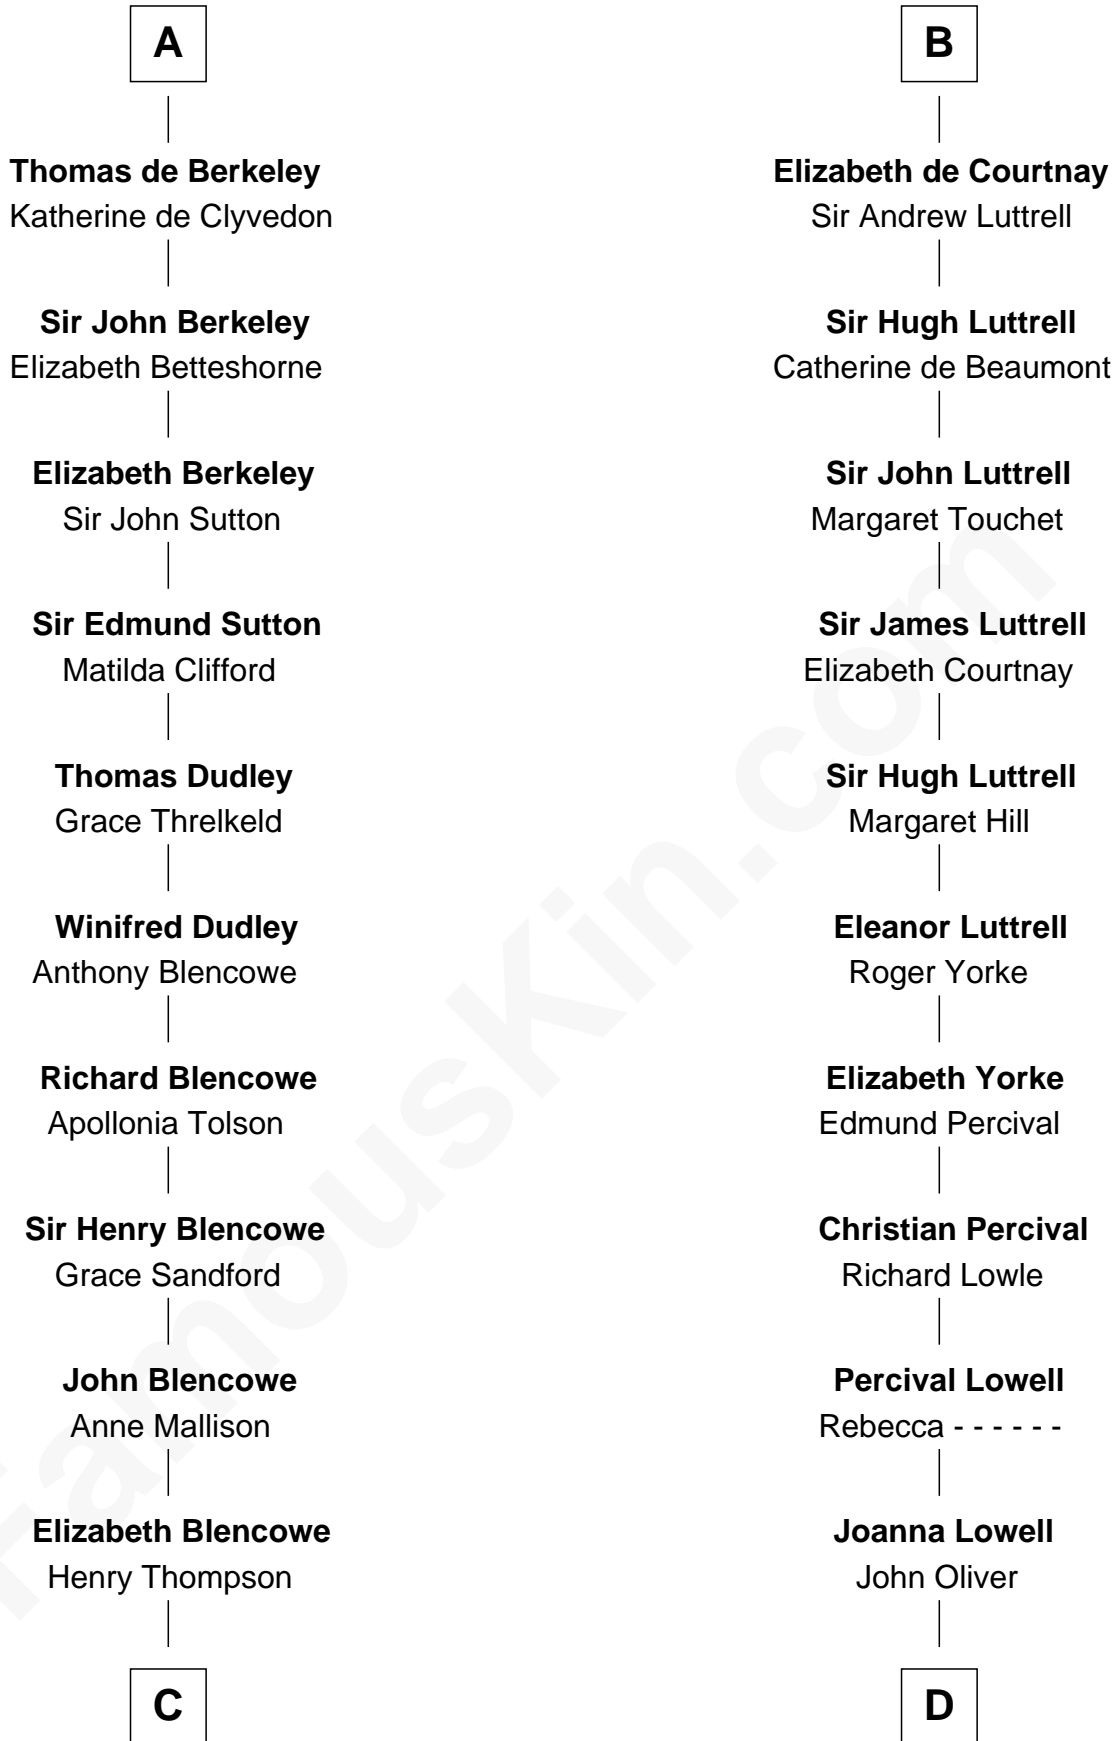 A
Thomas de Berkeley
Katherine de Clyvedon
Sir John Berkeley
Elizabeth Betteshorne
Elizabeth Berkeley
Sir John Sutton
Sir Edmund Sutton
Matilda Clifford
Thomas Dudley
Grace Threlkeld
Winifred Dudley
Anthony Blencowe
Richard Blencowe
Apollonia Tolson
Sir Henry Blencowe
Grace Sandford
John Blencowe
Anne Mallison
Elizabeth Blencowe
Henry Thompson
C
B
Elizabeth de Courtnay
Sir Andrew Luttrell
Sir Hugh Luttrell
Catherine de Beaumont
Sir John Luttrell
Margaret Touchet
Sir James Luttrell
Elizabeth Courtnay
Sir Hugh Luttrell
Margaret Hill
Eleanor Luttrell
Roger Yorke
Elizabeth Yorke
Edmund Percival
Christian Percival
Richard Lowle
Percival Lowell
Rebecca - - - - - -
Joanna Lowell
John Oliver
D
FamousKin.com